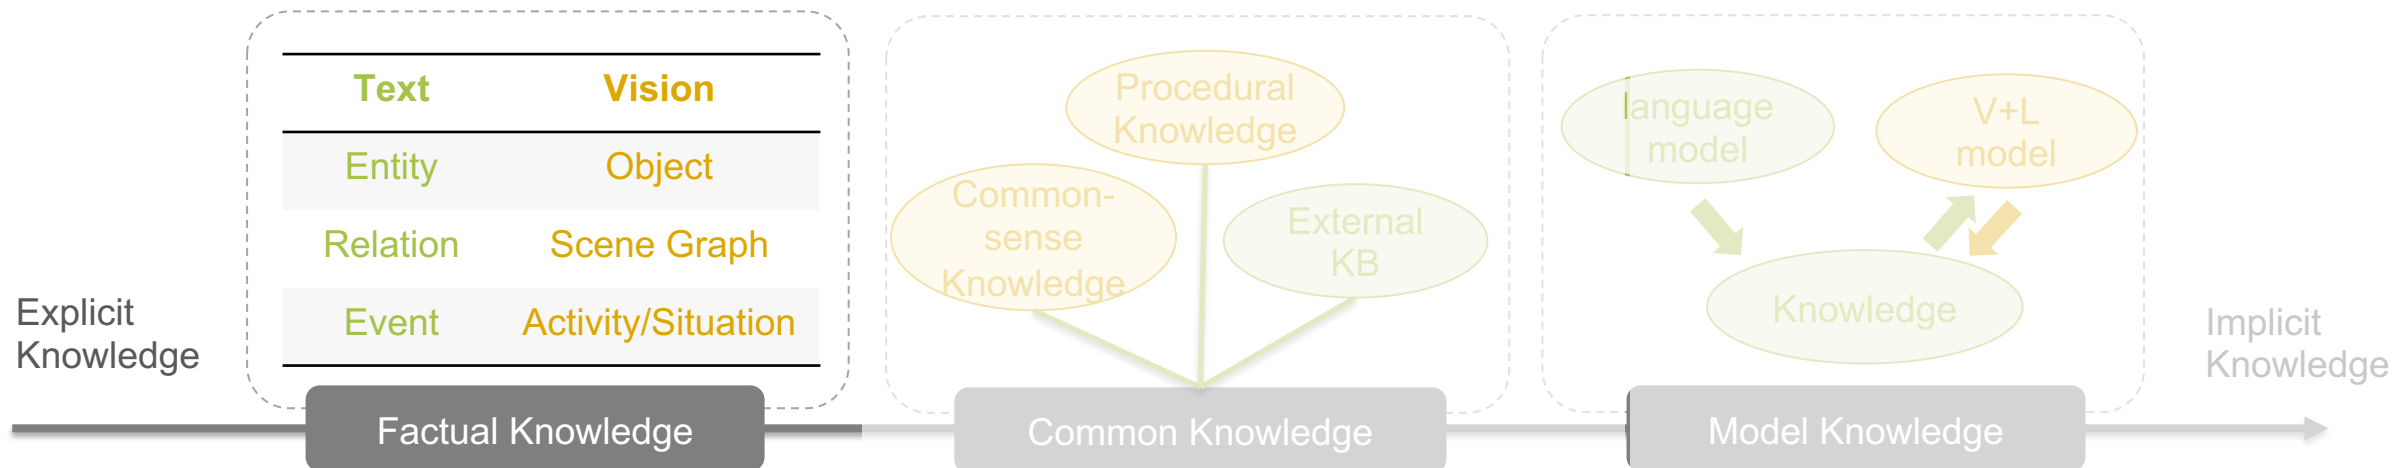 Explicit
Knowledge
Text Vision
Entity Object
Relation Scene Graph
Event Activity/Situation
Factual Knowledge
Procedural
Knowledge
Common-
sense
Knowledge
External
KB
Common Knowledge
language
model
V+L
model
Knowledge
Model Knowledge
Implicit
Knowledge